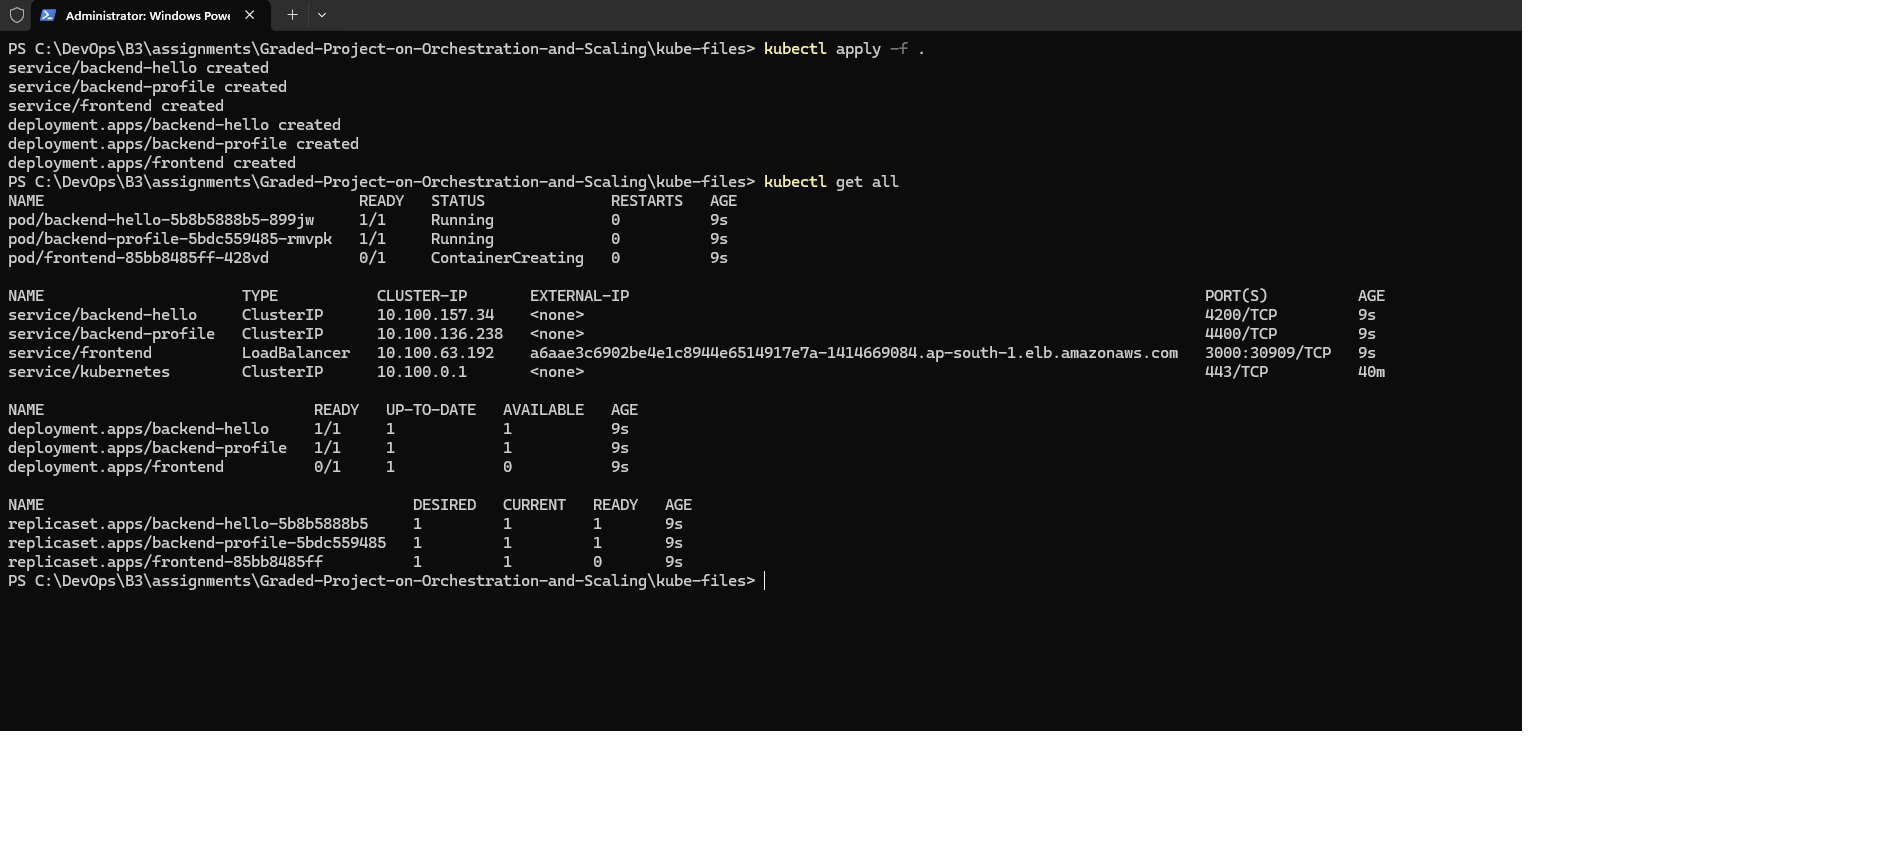 Administrator: Windows Powe
PS C:\DevOps\B3\assignments\Graded-Project-on-Orchestration-and-Scaling\kube-files> kubectl apply -f .
service/backend-hello created
service/backend-profile created
service/frontend created
deployment.apps/backend-hello created
deployment.apps/backend-profile created
deployment.apps/frontend created
PS C:\DevOps\B3\assignments\Graded-Project-on-Orchestration-and-Scaling\kube-files> kubectl get all
NAME READY STATUS RESTARTS AGE
pod/backend-hello-5b8b5888b5-899jw 1/1 Running 0 9s
pod/backend-profile-5bdc559485-rmvpk 1/1 Running 0 9s
pod/frontend-85bb8485ff-428vd 0/1 ContainerCreating 0 9s
NAME TYPE CLUSTER-IP EXTERNAL-IP PORT(S) AGE
service/backend-hello ClusterIP 10.100.157.34 <none> 4200/TCP 9s
service/backend-profile ClusterIP 10.100.136.238 <none> 4400/TCP 9s
service/frontend LoadBalancer 10.100.63.192 a6aae3c6902be4e1c8944e6514917e7a-1414669084.ap-south-1.elb.amazonaws.com 3000:30909/TCP 9s
service/kubernetes ClusterIP 10.100.0.1 <none> 443/TCP 40m
NAME READY UP-TO-DATE AVAILABLE AGE
deployment.apps/backend-hello 1/1 1 1 9s
deployment.apps/backend-profile 1/1 1 1 9s
deployment.apps/frontend 0/1 1 0 9s
NAME DESIRED CURRENT READY AGE
replicaset.apps/backend-hello-5b8b5888b5 1 1 1 9s
replicaset.apps/backend-profile-5bdc559485 1 1 1 9s
replicaset.apps/frontend-85bb8485ff 1 1 0 9s
PS C:\DevOps\B3\assignments\Graded-Project-on-Orchestration-and-Scaling\kube-files>